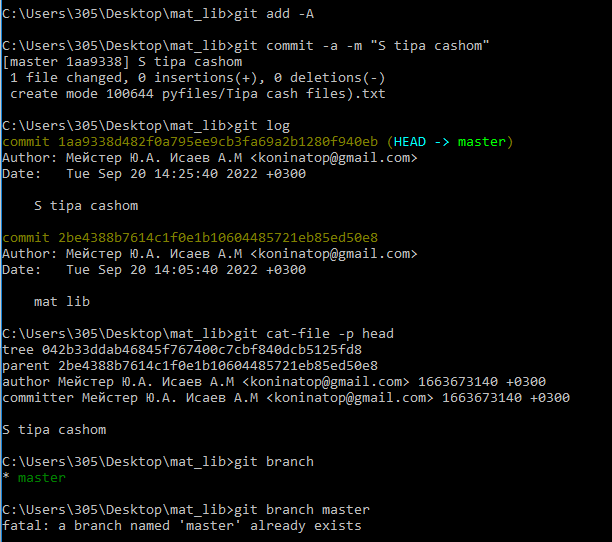 C:\Users\305\Desktop\mat_lib>git add -A
C:\Users\305\Desktop\mat_lib>git commit -a -m "S tipa cashom"
[master 1aa9338] S tipa cashom
 1 file changed, 0 insertions(+), 0 deletions(-)
 create mode 100644 pyfiles/Tipa cash files).txt
C:\Users\305\Desktop\mat_lib>git log
commit 1aa9338d482f0a795ee9cb3fa69a2b1280f940eb (HEAD -> master)
Author: Мейстер Ю.А. Исаев А.М <koninatop@gmail.com>
Date:   Tue Sep 20 14:25:40 2022 +0300
    S tipa cashom
commit 2be4388b7614c1f0e1b10604485721eb85ed50e8
Author: Мейстер Ю.А. Исаев А.М <koninatop@gmail.com>
Date:   Tue Sep 20 14:05:40 2022 +0300
    mat lib
C:\Users\305\Desktop\mat_lib>git cat-file -p head
tree 042b33ddab46845f767400c7cbf840dcb5125fd8
parent 2be4388b7614c1f0e1b10604485721eb85ed50e8
author Мейстер Ю.А. Исаев А.М <koninatop@gmail.com> 1663673140 +0300
committer Мейстер Ю.А. Исаев А.М <koninatop@gmail.com> 1663673140 +0300
S tipa cashom
C:\Users\305\Desktop\mat_lib>git branch
* master
C:\Users\305\Desktop\mat_lib>git branch master
fatal: a branch named 'master' already exists